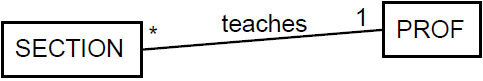 SECTION
*
teaches
1
PROF